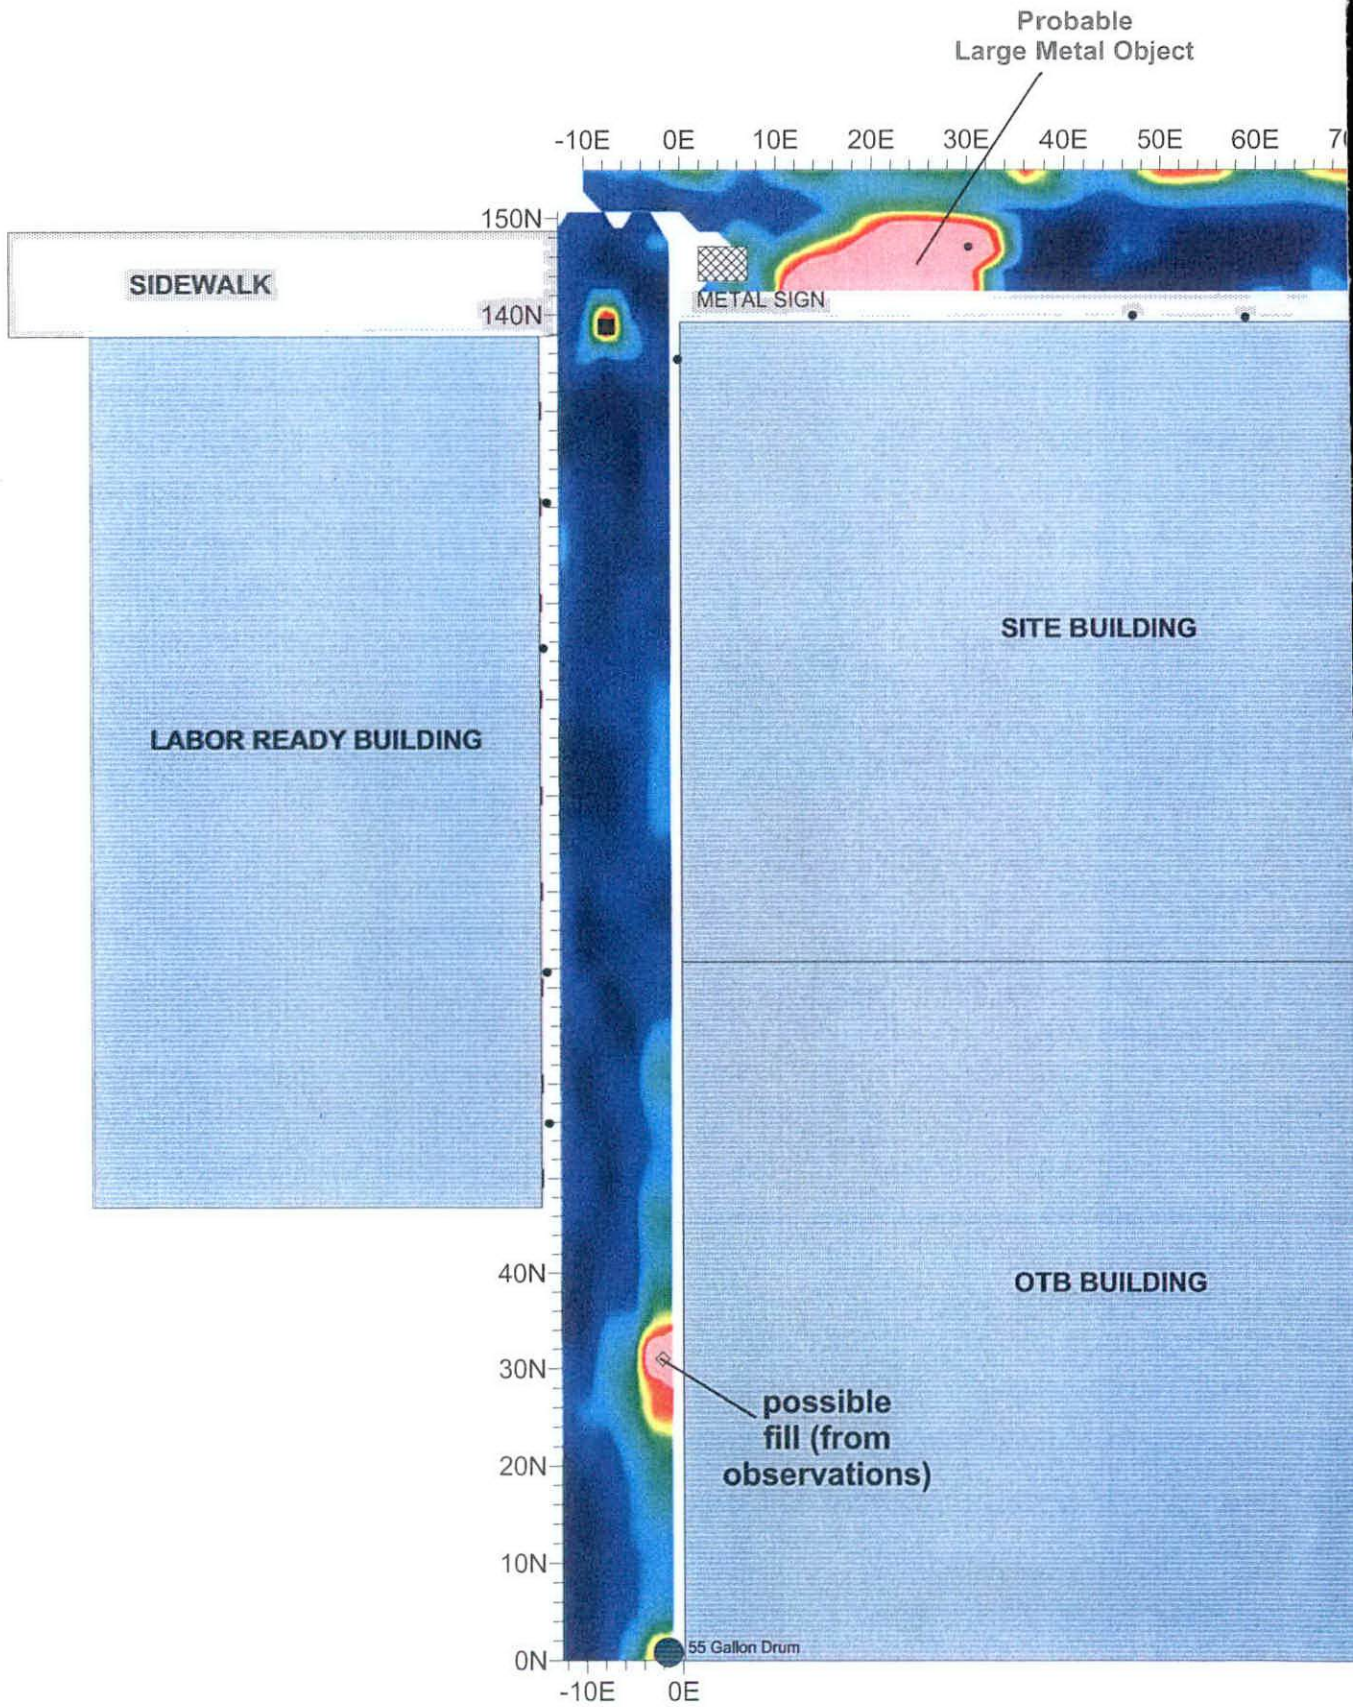 Probable
Large Metal Object
-10E 0E 10E 20E 30E 40E 50E 60E
150N
SIDEWALK
METAL SIGN
140N
SITE BUILDING
LABOR READY BUILDING
40N
OTB BUILDING
30N
possible
fill (from
observations)
20N
10N
55 Gallon Drum
0N
-10E 0E